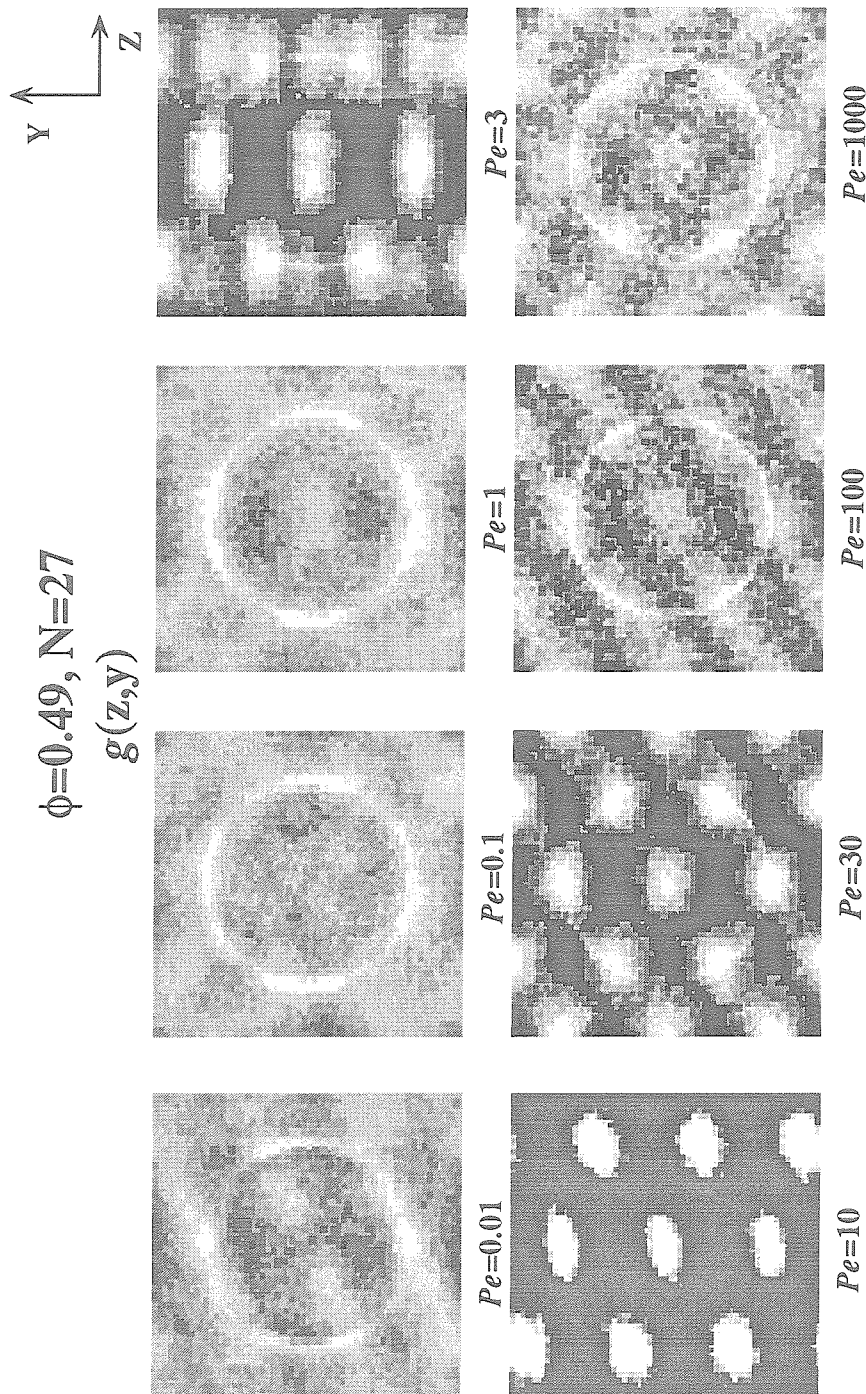 ϕ=0.49, N=27
g(z,y)
Y
Z
Pe=0.01
Pe=0.1
Pe=1
Pe=3
Pe=10
Pe=30
Pe=100
Pe=1000